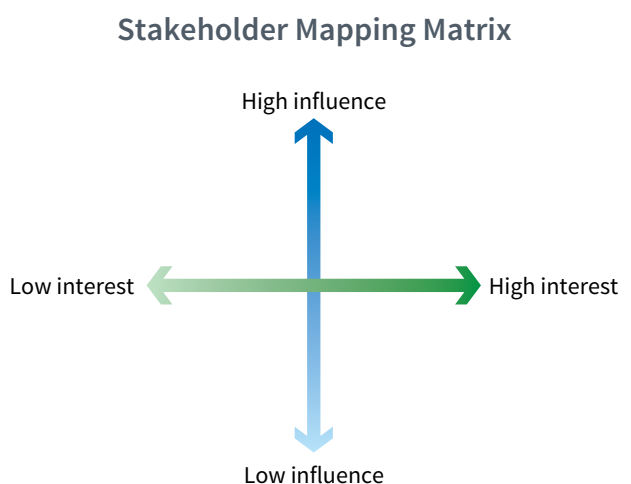 Stakeholder Mapping Matrix
High influence
Low interest
High interest
Low influence